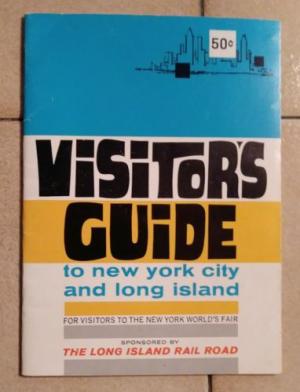 50¢
VISITORS
GUIDE
to new york city
and long island
FOR VISITORS TO THE NEW YORK WORLD'S FAIR
SPONSORED BY
THE LONG ISLAND RAIL ROAD